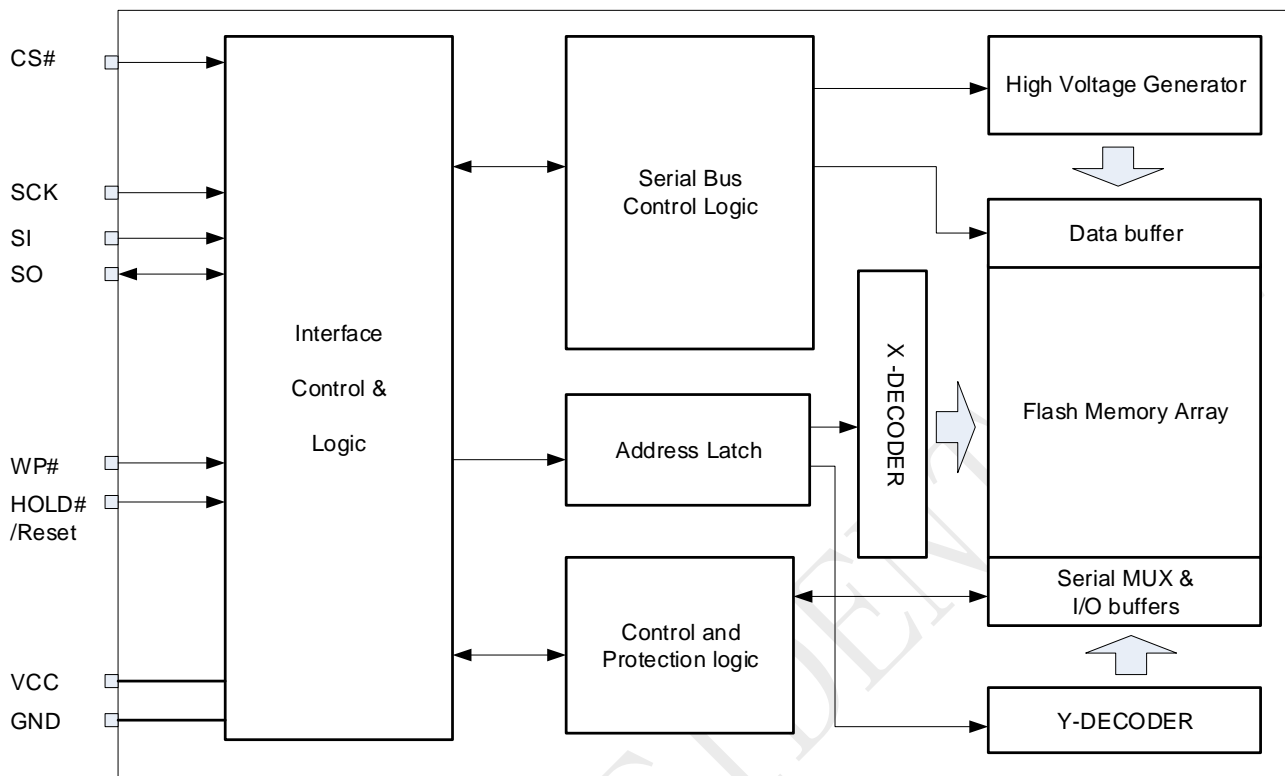 CS#
SCK
SI
SO
WP#
HOLD#
/Reset
VCC
GND
Interface
Control &
Logic
Serial Bus
Control Logic
Address Latch
Control and
Protection logic
X -DECODER
High Voltage Generator
Data buffer
Flash Memory Array
Serial MUX &
I/O buffers
Y-DECODER